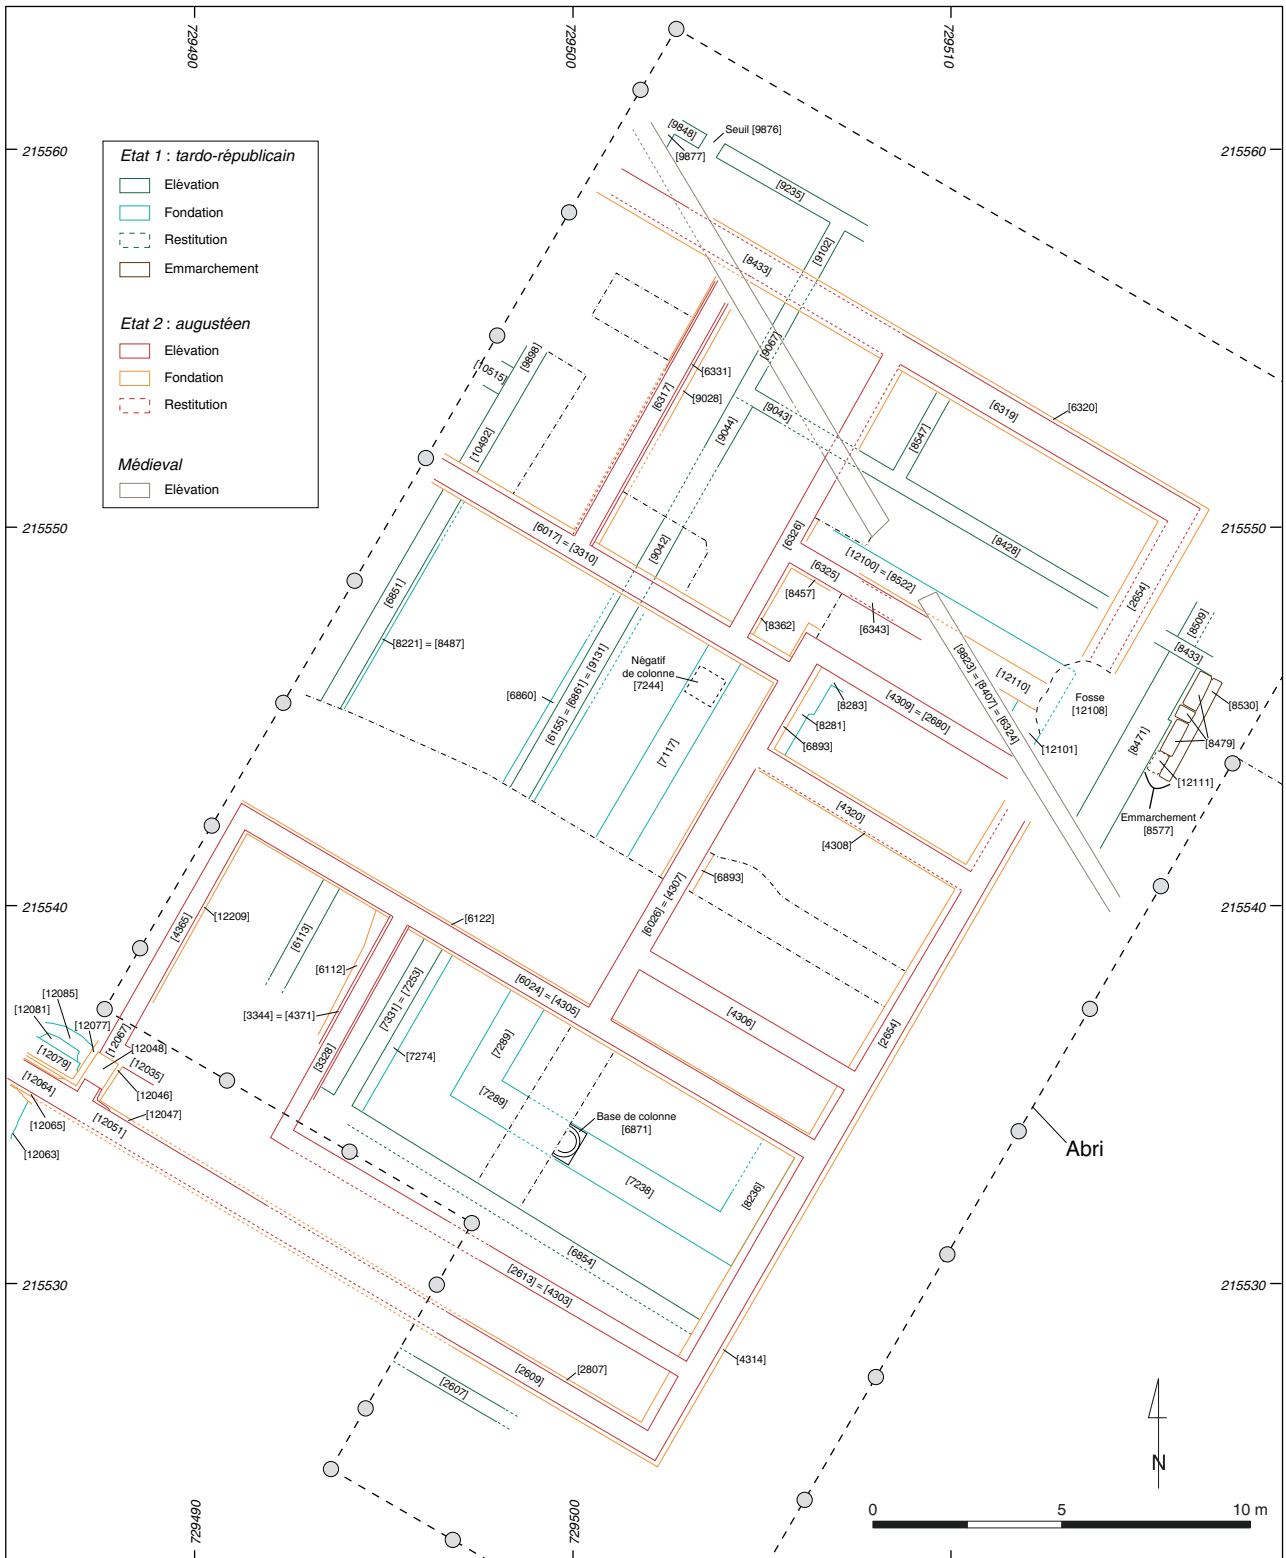 729490
729500
729510
215560
215560
Etat 1 : tardo-républicain
Elévation
Fondation
Restitution
Emmarchement
Etat 2 : augustéen
Elévation
Fondation
Restitution
Médieval
Elévation
[9848]
Seuil [9876]
[9877]
[9235]
[9102]
[8433]
[9067]
[9898]
[10515]
[6331]
[6317]
[9028]
[9043]
[9044]
[6319]
[6320]
[8547]
[10492]
215550
215550
[6017] = [3310]
[9042]
[6326]
[8428]
[12100] = [8522]
[6325]
[8457]
[8362]
[6343]
[2654]
[8509]
[8433]
[6851]
[8221] = [8487]
[6155] = [6861] = [9131]
[6860]
Négatif
de colonne
[7244]
[7117]
[12110]
[9823] = [8407] = [6324]
[4309] = [2680]
[8283]
[8281]
[6893]
Fosse
[12108]
[12101]
[8530]
[8479]
[8471]
[12111]
Emmarchement
[8577]
[4320]
[4308]
[6893]
[6026] = [4307]
215540
215540
[4365]
[12209]
[6113]
[6122]
[6112]
[6024] = [4305]
[3344] = [4371]
[7331] = [7253]
[4306]
[2654]
[12085]
[12081]
[12077]
[12067]
[12048]
[12079]
[12035]
[12064]
[12046]
[12047]
[12065]
[12051]
[12063]
[3328]
[7274]
[7289]
[7289]
Base de colonne
[6871]
[7238]
[8236]
Abri
[6854]
215530
215530
[2613] = [4303]
[4314]
[2807]
[2609]
[2607]
N
0
5
10 m
729490
729500